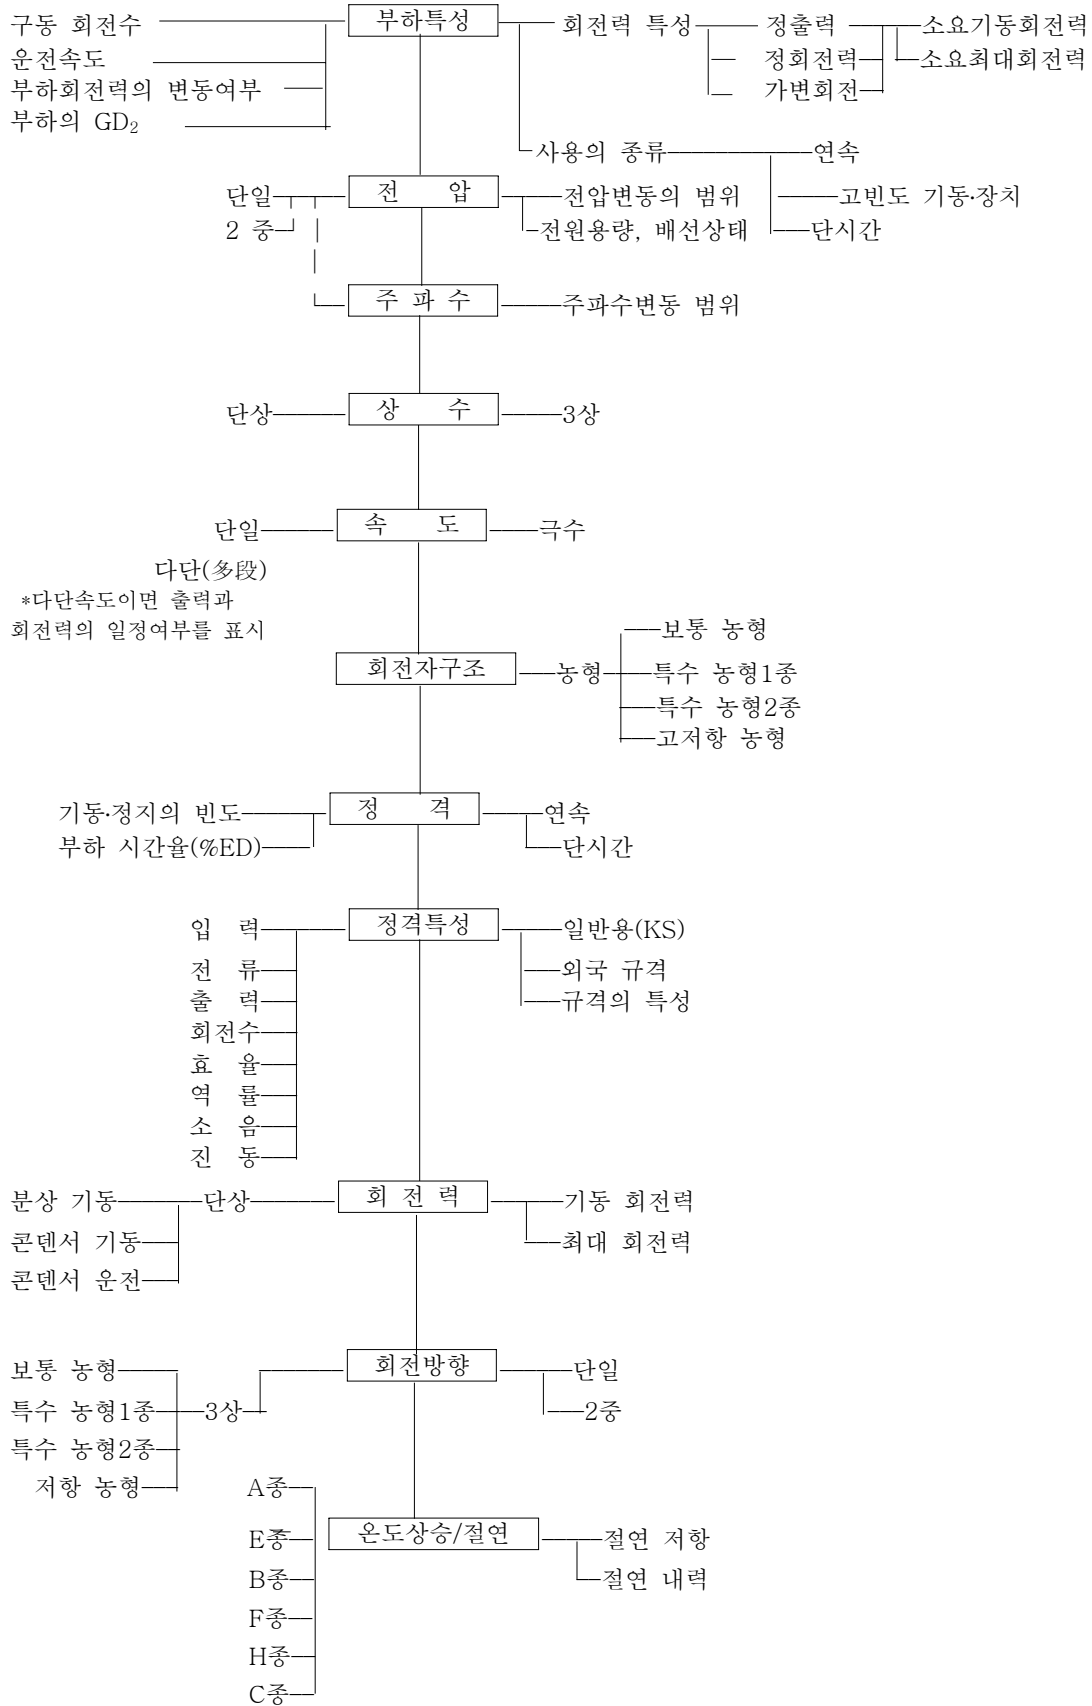 구동 회전수
부하특성
회전력 특성
정출력
소요기동회전력
운전속도
정회전력
소요최대회전력
부하회전력의 변동여부
가변회전
부하의 GD₂
사용의 종류
연속
단일
전 압
전압변동의 범위
고빈도 기동·장치
2 중
전원용량, 배선상태
단시간
주 파 수
주파수변동 범위
단상
상 수
3상
단일
속 도
극수
다단(多段)
*다단속도이면 출력과
회전력의 일정여부를 표시
보통 농형
회전자구조
농형
특수 농형1종
특수 농형2종
고저항 농형
기동·정지의 빈도
정 격
연속
부하 시간율(%ED)
단시간
입 력
정격특성
일반용(KS)
전 류
외국 규격
출 력
규격의 특성
회전수
효 율
역 률
소 음
진 동
분상 기동
단상
회 전 력
기동 회전력
콘덴서 기동
최대 회전력
콘덴서 운전
보통 농형
회전방향
단일
특수 농형1종
3상
2중
특수 농형2종
저항 농형
A종
온도상승/절연
E종
절연 저항
B종
절연 내력
F종
H종
C종